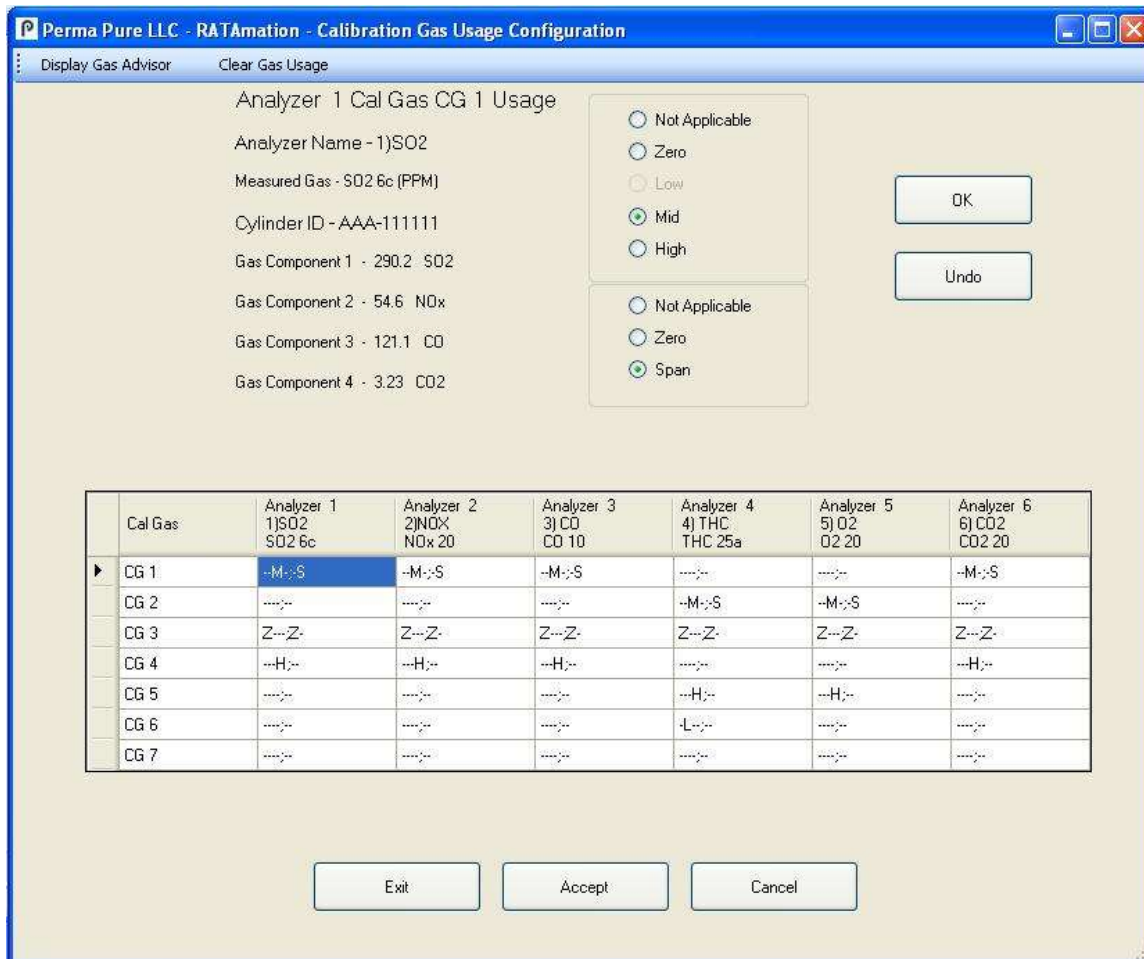 Perma Pure LLC - RATAmation - Calibration Gas Usage Configuration
Display Gas Advisor Clear Gas Usage
Analyzer 1 Cal Gas CG 1 Usage
Analyzer Name - 1)SO2
Measured Gas - SO2 6c (PPM)
Cylinder ID - AAA-111111
Gas Component 1 - 290.2 SO2
Gas Component 2 - 54.6 NOx
Gas Component 3 - 121.1 CO
Gas Component 4 - 3.23 CO2
Not Applicable
Zero
Low
Mid
High
Not Applicable
Zero
Span
OK
Undo
Cal Gas
Analyzer 1
1)SO2
SO2 6c
Analyzer 2
2)NOX
NOx 20
Analyzer 3
3) CO
CO 10
Analyzer 4
4) THC
THC 25a
Analyzer 5
5) O2
O2 20
Analyzer 6
6) CO2
CO2 20
CG 1 --M-;-S --M-;-S --M-;-S ----;-- ----;-- --M-;-S
CG 2 ----;-- ----;-- ----;-- --M-;-S --M-;-S ----;--
CG 3 Z---;Z- Z---;Z- Z---;Z- Z---;Z- Z---;Z- Z---;Z-
CG 4 ---H;-- ---H;-- ---H;-- ----;-- ----;-- ---H;--
CG 5 ----;-- ----;-- ----;-- ---H;-- ---H;-- ----;--
CG 6 ----;-- ----;-- ----;-- -L--;-- ----;-- ----;--
CG 7 ----;-- ----;-- ----;-- ----;-- ----;-- ----;--
Exit Accept Cancel